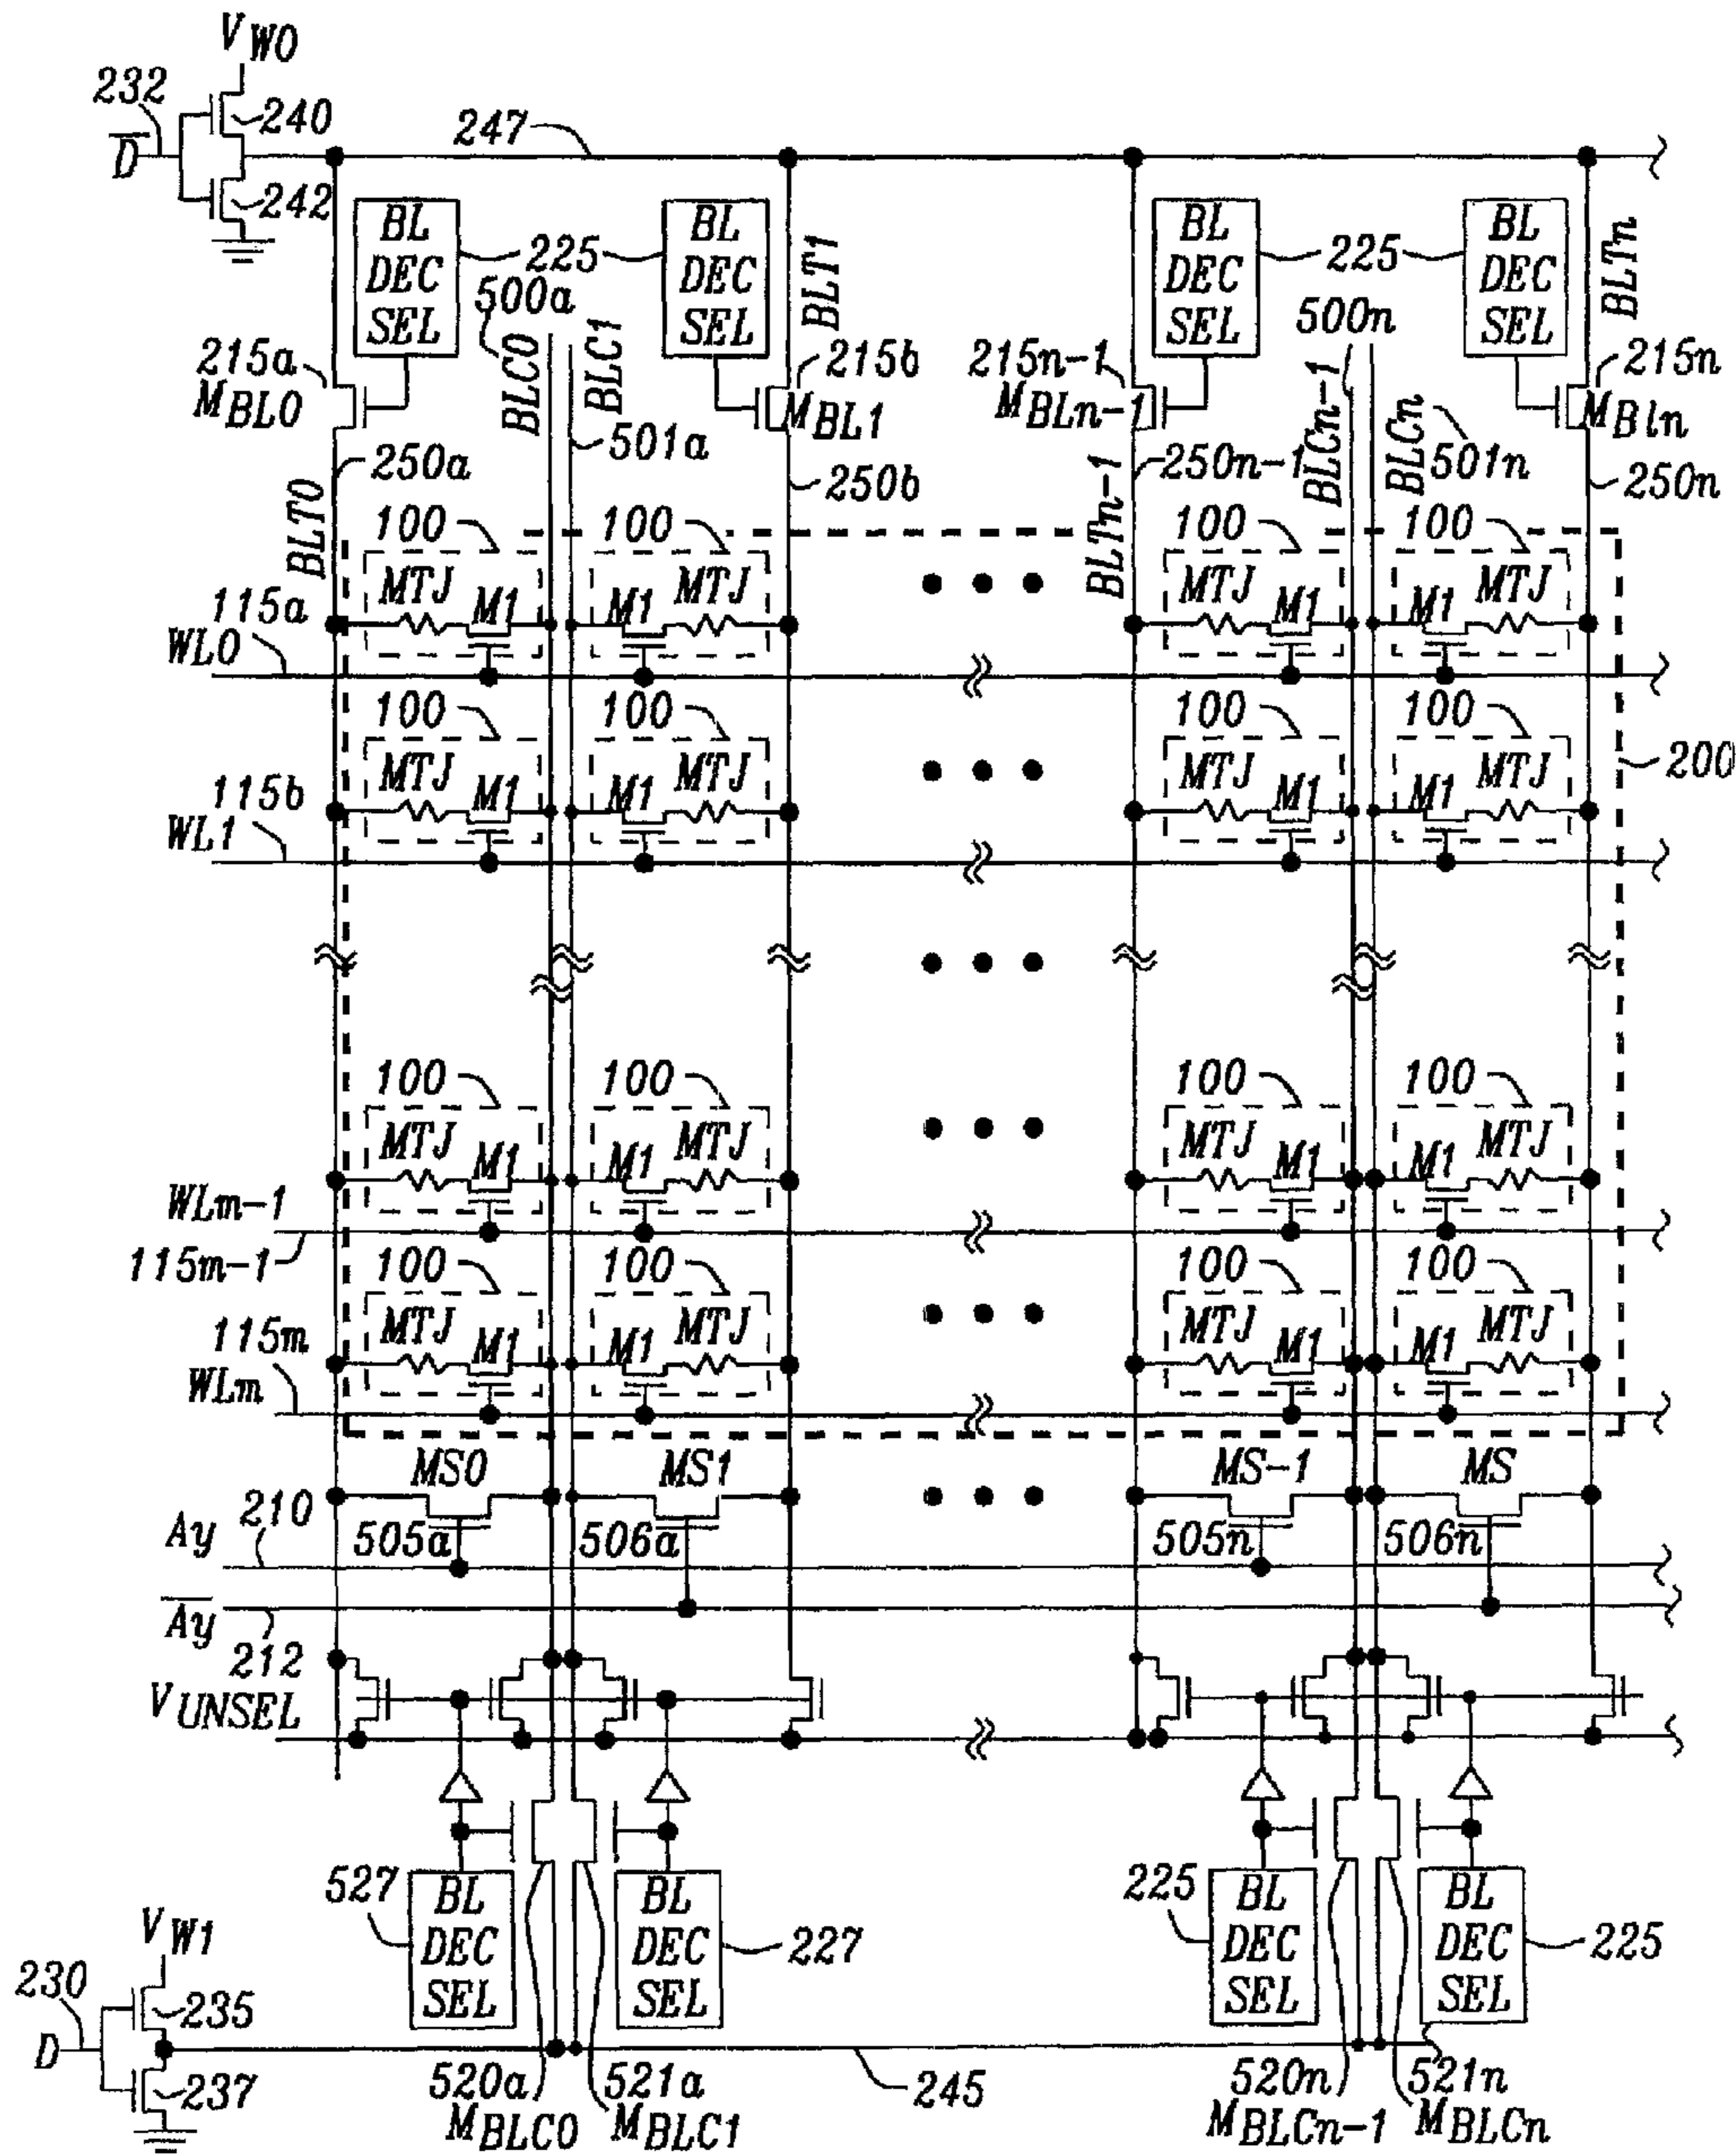 V W0
232
D
240
242
247
BL DEC SEL
225
BL DEC SEL
BLT1
BL DEC SEL
225
BL DEC SEL
BLTn
500a
BLC0
BLC1
500n
BLCn-1
BLCn
215a
MBL0
215b
MBL1
215n-1
MBLn-1
215n
MBln
501a
501n
250a
250b
250n-1
250n
BLT0
BLTn-1
100 100 100 100
MTJ M1 M1 MTJ MTJ M1 M1 MTJ
115a
WL0
100 100 100 100
MTJ M1 M1 MTJ MTJ M1 M1 MTJ
200
115b
WL1
100 100 100 100
MTJ M1 M1 MTJ MTJ M1 M1 MTJ
WLm-1
115m-1
100 100 100 100
MTJ M1 M1 MTJ MTJ M1 M1 MTJ
115m
WLm
MS0 MS1 MS-1 MS
Ay 210
505a 506a 505n 506n
Ay
212
VUNSEL
527
BL DEC SEL
BL DEC SEL
227
225
BL DEC SEL
BL DEC SEL
225
VW1
230
D
235
237
520a
MBLC0
521a
MBLC1
245
520n
MBLCn-1
521n
MBLCn